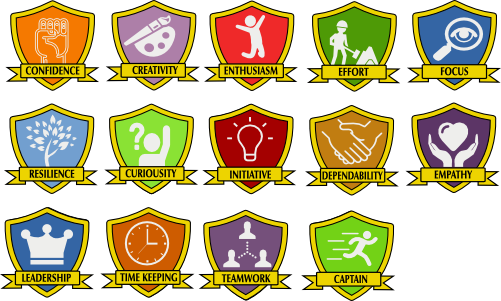 CONFIDENCE
CREATIVITY
ENTHUSIASM
EFFORT
FOCUS
RESILIENCE
CURIOUSITY
INITIATIVE
DEPENDABILITY
EMPATHY
LEADERSHIP
TIME KEEPING
TEAMWORK
CAPTAIN